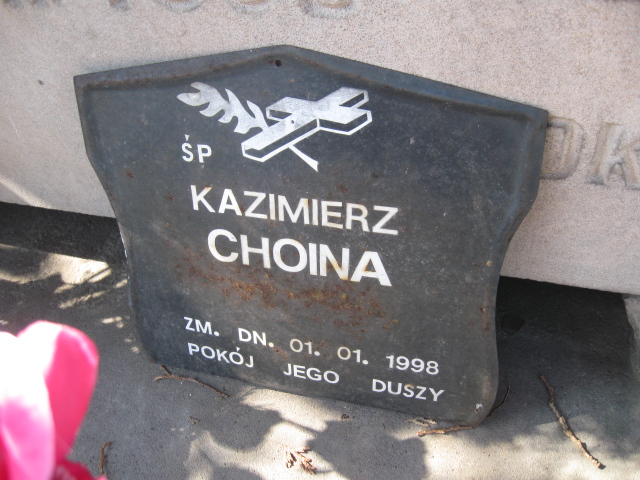 ŚP
KAZIMIERZ
CHOINA
ZM. DN. 01. 01. 1998
POKÓJ JEGO DUSZY